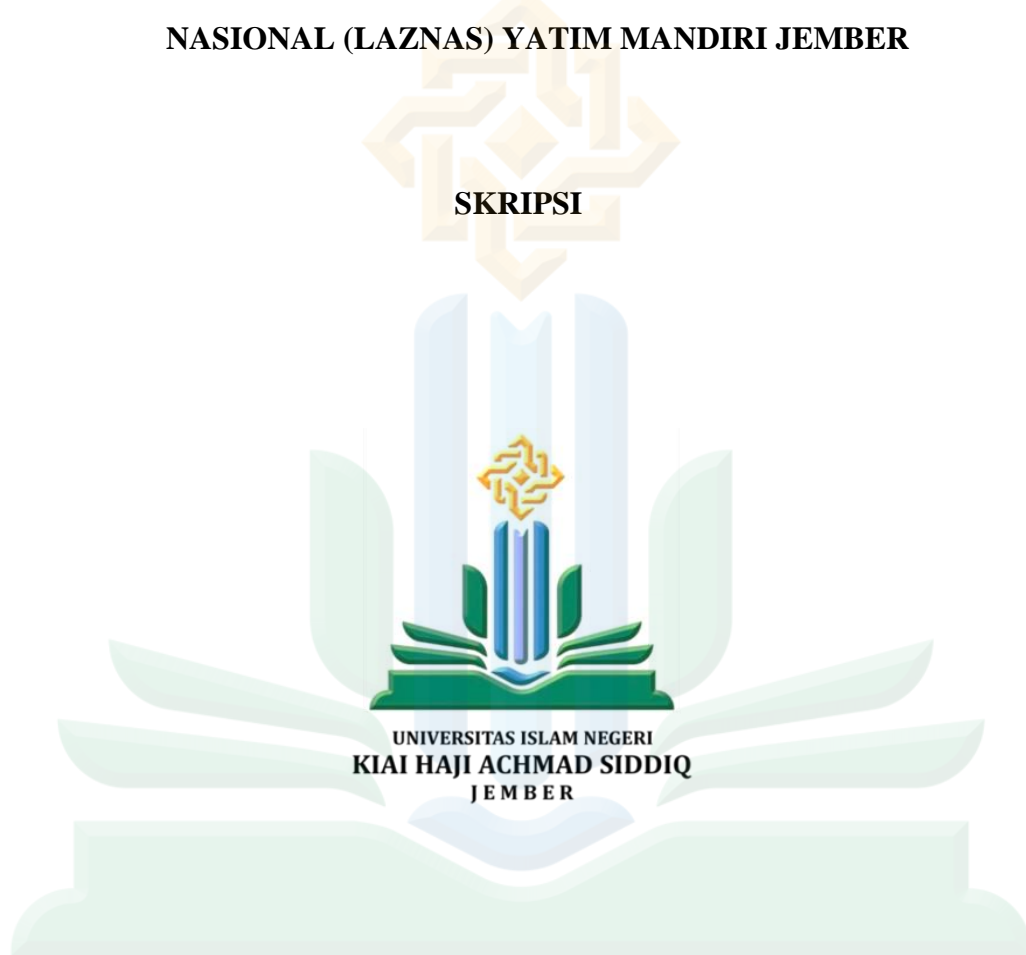 NASIONAL (LAZNAS) YATIM MANDIRI JEMBER
SKRIPSI
UNIVERSITAS ISLAM NEGERI
KIAI HAJI ACHMAD SIDDIQ
JEMBER